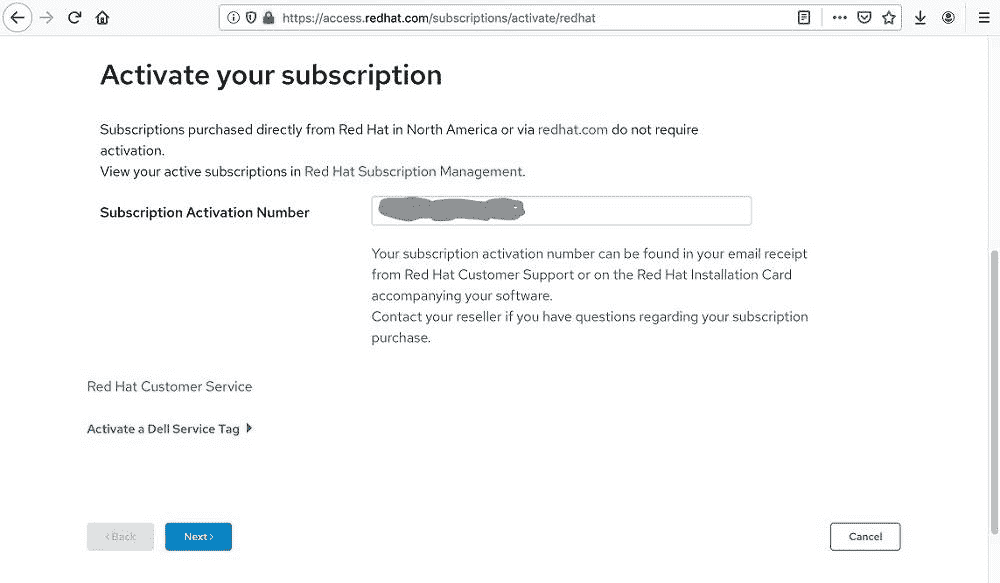 https://access.redhat.com/subscriptions/activate/redhat
Activate your subscription
Subscriptions purchased directly from Red Hat in North America or via redhat.com do not require
activation.
View your active subscriptions in Red Hat Subscription Management.
Subscription Activation Number
Your subscription activation number can be found in your email receipt
from Red Hat Customer Support or on the Red Hat Installation Card
accompanying your software.
Contact your reseller if you have questions regarding your subscription
purchase.
Red Hat Customer Service
Activate a Dell Service Tag
< Back
Next >
Cancel